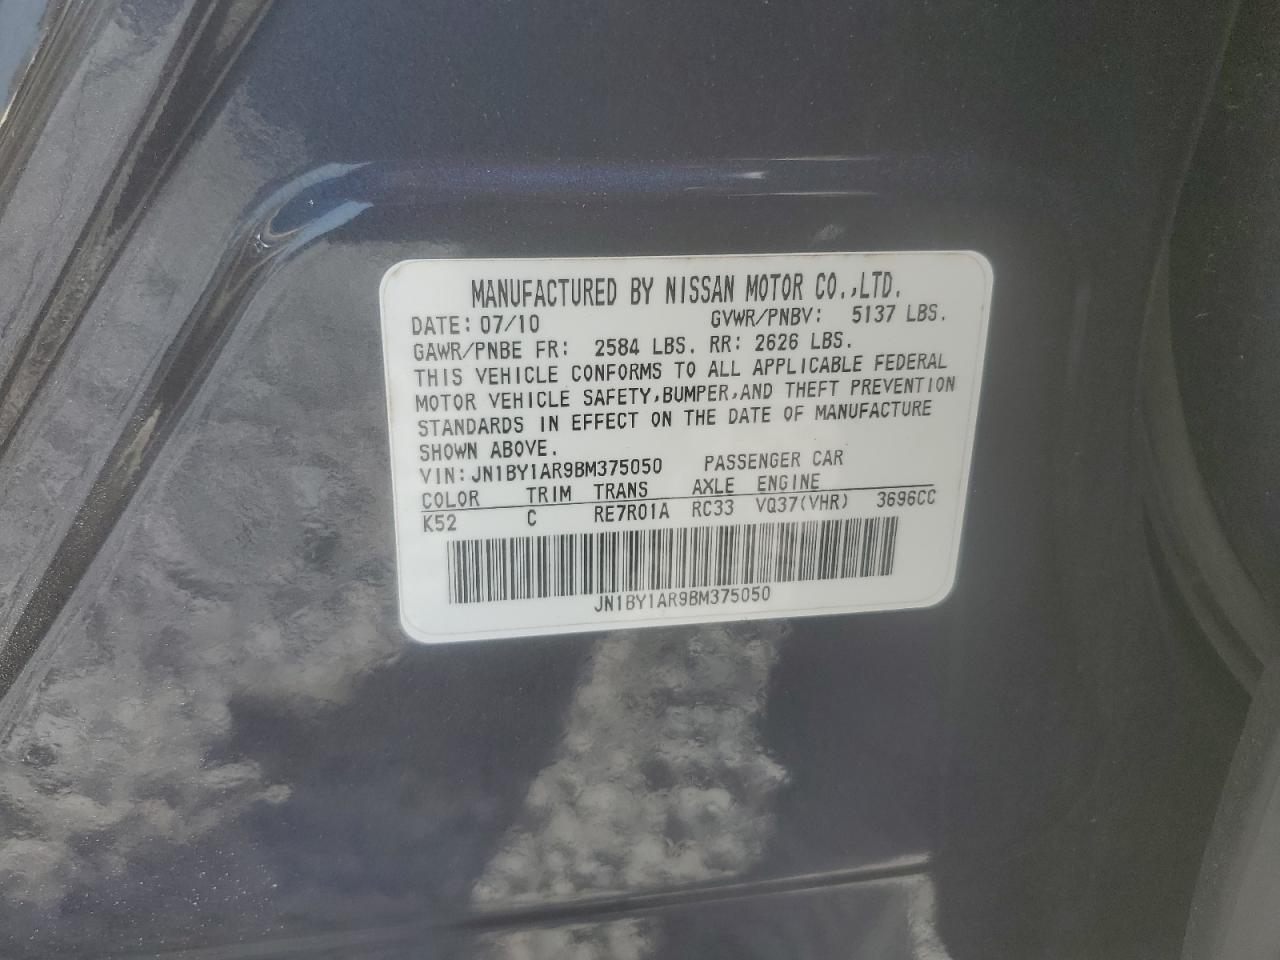 MANUFACTURED BY NISSAN MOTOR CO.,LTD.
DATE: 07/10 GVWR/PNBV: 5137 LBS.
GAWR/PNBE FR: 2584 LBS. RR: 2626 LBS.
THIS VEHICLE CONFORMS TO ALL APPLICABLE FEDERAL
MOTOR VEHICLE SAFETY,BUMPER,AND THEFT PREVENTION
STANDARDS IN EFFECT ON THE DATE OF MANUFACTURE
SHOWN ABOVE.
VIN: JN1BY1AR9BM375050 PASSENGER CAR
COLOR TRIM TRANS AXLE ENGINE
K52 C RE7R01A RC33 VQ37(VHR) 3696CC
JN1BY1AR9BM375050